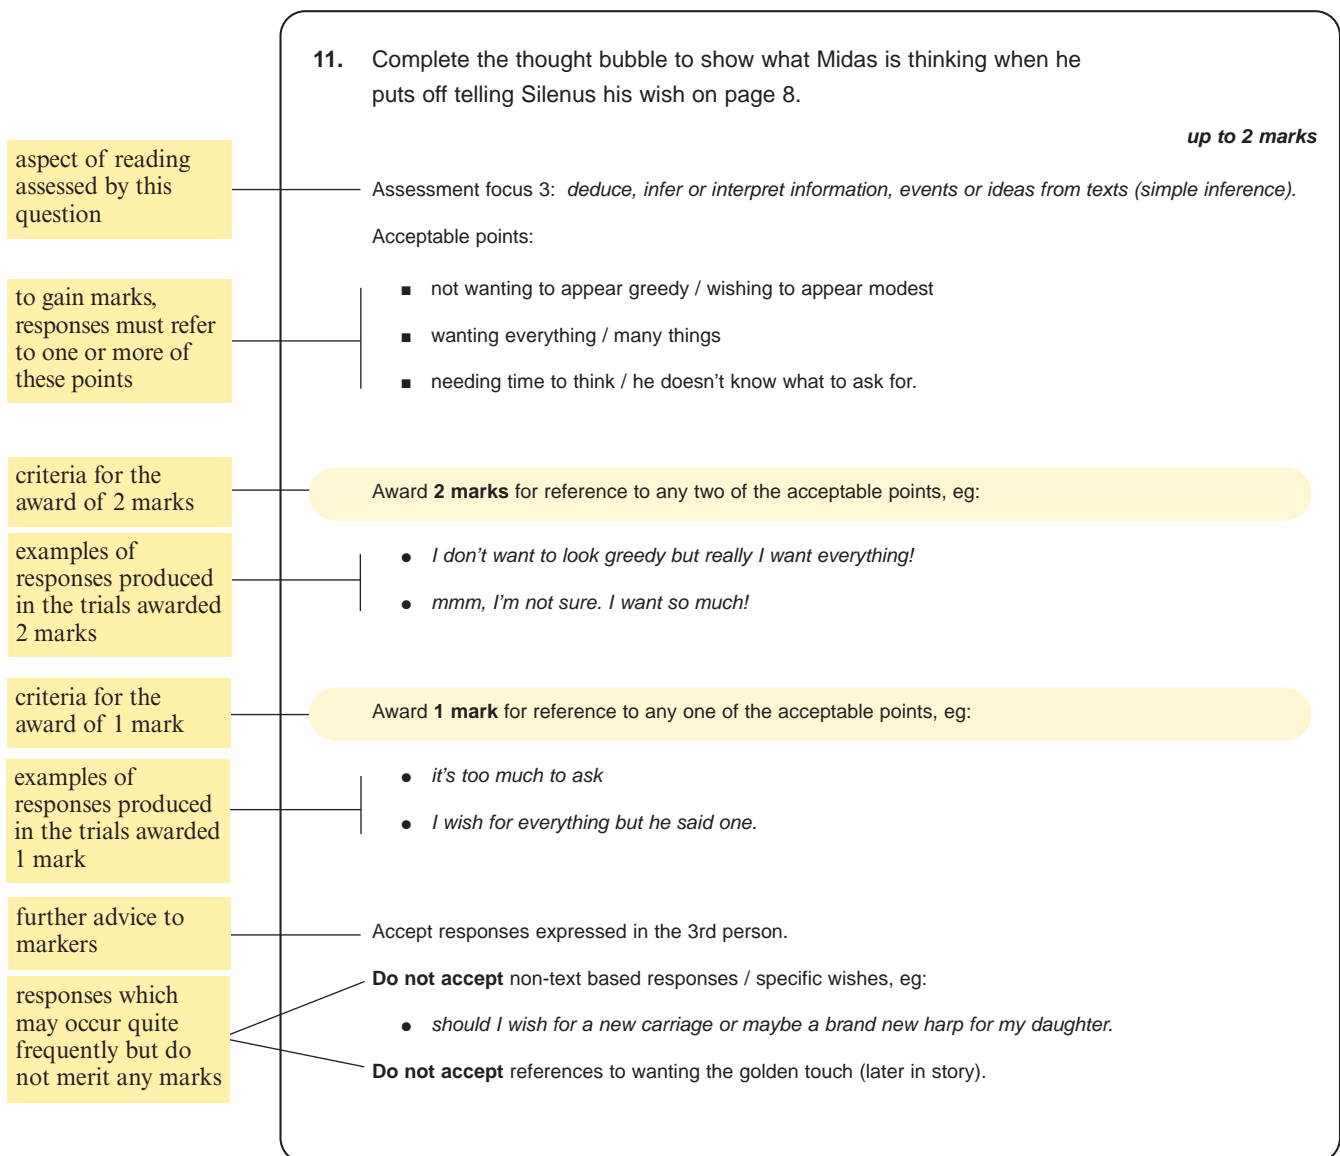 11. Complete the thought bubble to show what Midas is thinking when he
puts off telling Silenus his wish on page 8.
up to 2 marks
aspect of reading
assessed by this
question
Assessment focus 3: deduce, infer or interpret information, events or ideas from texts (simple inference).
Acceptable points:
to gain marks,
responses must refer
to one or more of
these points
■ not wanting to appear greedy / wishing to appear modest
■ wanting everything / many things
■ needing time to think / he doesn't know what to ask for.
criteria for the
award of 2 marks
Award 2 marks for reference to any two of the acceptable points, eg:
examples of
responses produced
in the trials awarded
2 marks
● I don't want to look greedy but really I want everything!
● mmm, I'm not sure. I want so much!
criteria for the
award of 1 mark
Award 1 mark for reference to any one of the acceptable points, eg:
examples of
responses produced
in the trials awarded
1 mark
● it's too much to ask
● I wish for everything but he said one.
further advice to
markers
Accept responses expressed in the 3rd person.
responses which
may occur quite
frequently but do
not merit any marks
Do not accept non-text based responses / specific wishes, eg:
● should I wish for a new carriage or maybe a brand new harp for my daughter.
Do not accept references to wanting the golden touch (later in story).